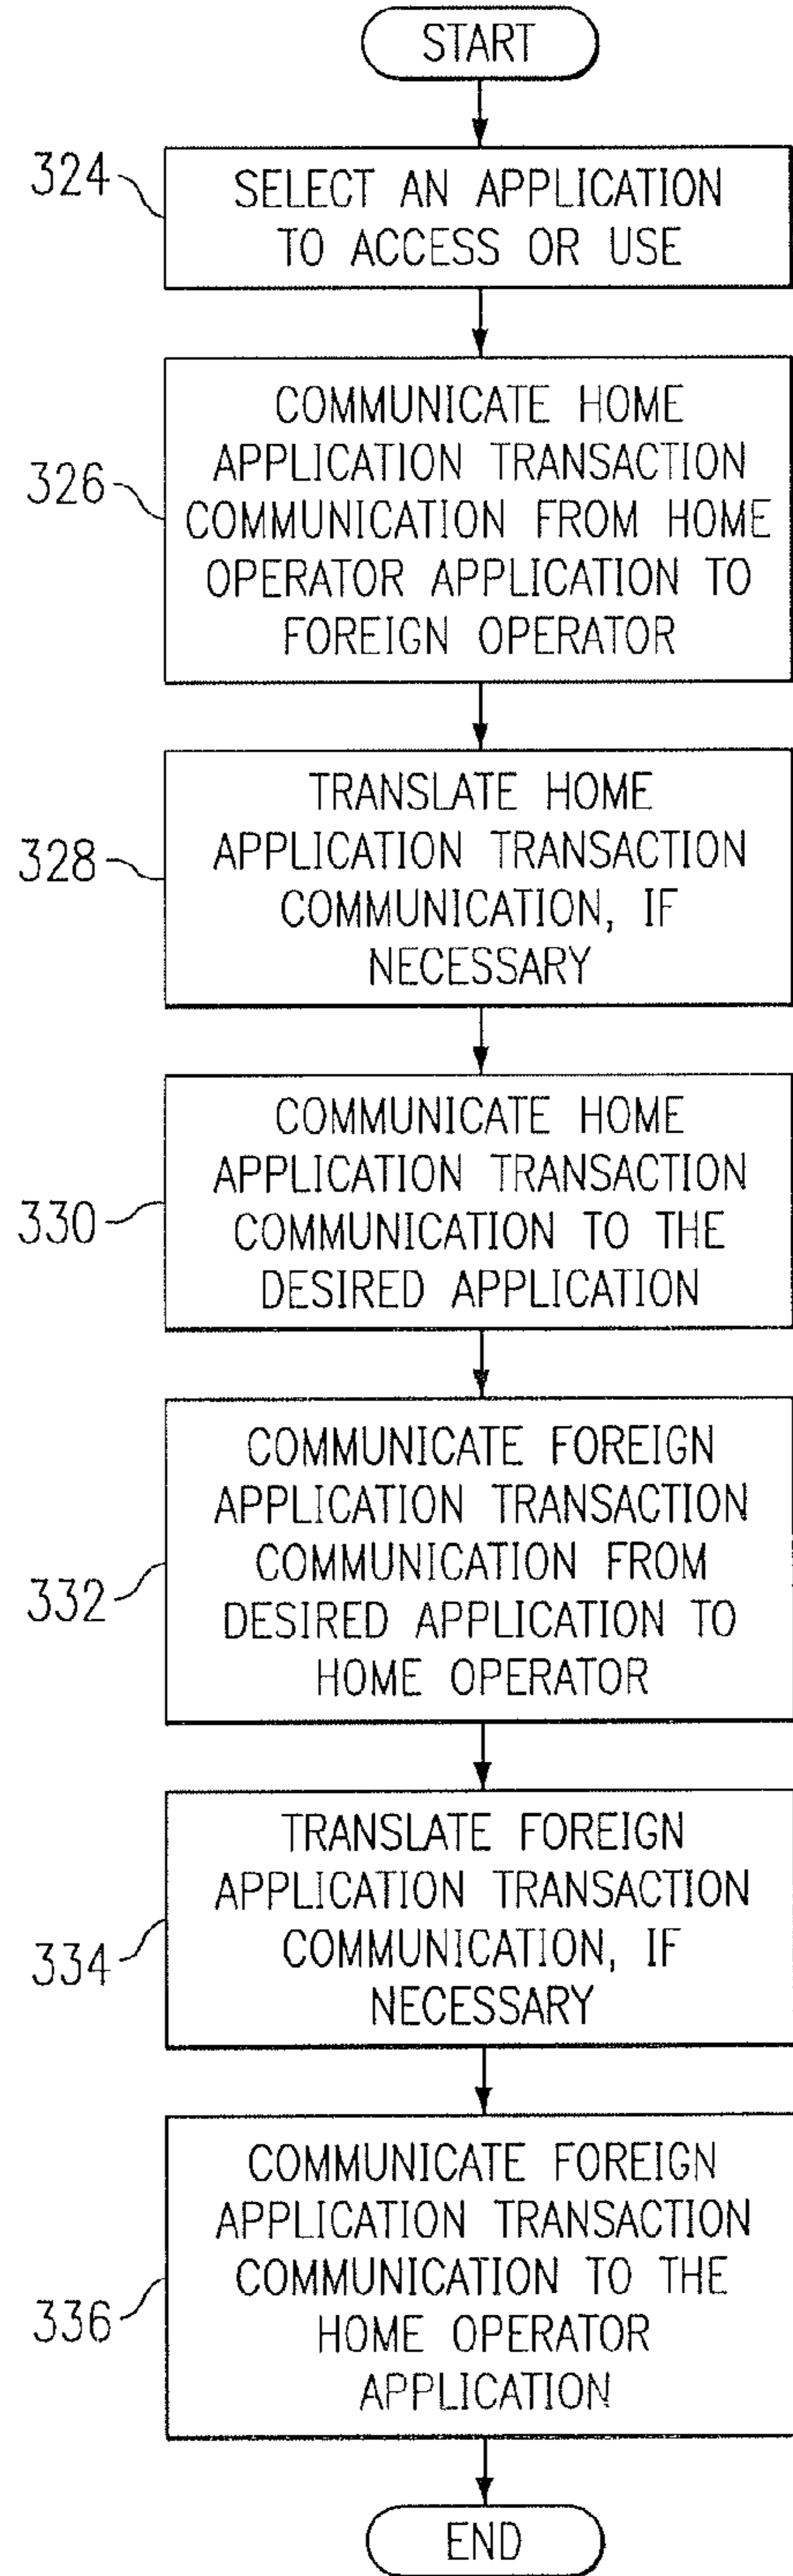 START
324
SELECT AN APPLICATION
TO ACCESS OR USE
326
COMMUNICATE HOME
APPLICATION TRANSACTION
COMMUNICATION FROM HOME
OPERATOR APPLICATION TO
FOREIGN OPERATOR
328
TRANSLATE HOME
APPLICATION TRANSACTION
COMMUNICATION, IF
NECESSARY
330
COMMUNICATE HOME
APPLICATION TRANSACTION
COMMUNICATION TO THE
DESIRED APPLICATION
332
COMMUNICATE FOREIGN
APPLICATION TRANSACTION
COMMUNICATION FROM
DESIRED APPLICATION TO
HOME OPERATOR
334
TRANSLATE FOREIGN
APPLICATION TRANSACTION
COMMUNICATION, IF
NECESSARY
336
COMMUNICATE FOREIGN
APPLICATION TRANSACTION
COMMUNICATION TO THE
HOME OPERATOR
APPLICATION
END